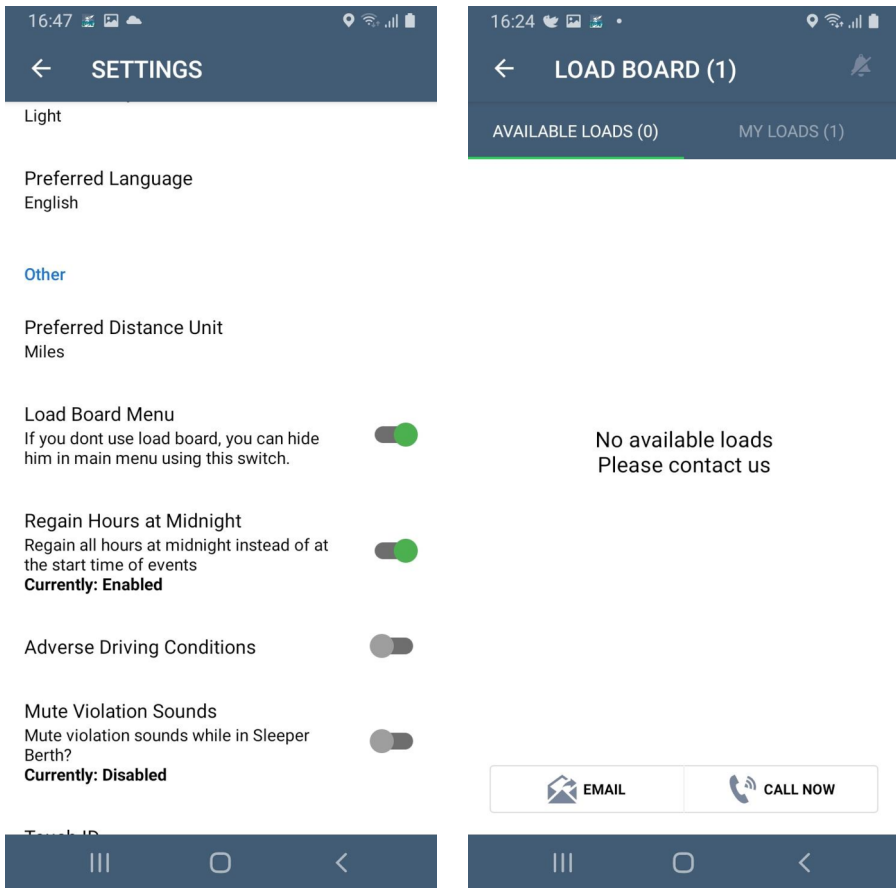 16:47
SETTINGS
Light
Preferred Language
English
Other
Preferred Distance Unit
Miles
Load Board Menu
If you dont use load board, you can hide
him in main menu using this switch.
Regain Hours at Midnight
Regain all hours at midnight instead of at
the start time of events
Currently: Enabled
Adverse Driving Conditions
Mute Violation Sounds
Mute violation sounds while in Sleeper
Berth?
Currently: Disabled
Touch ID
16:24
LOAD BOARD (1)
AVAILABLE LOADS (0) MY LOADS (1)
No available loads
Please contact us
EMAIL CALL NOW